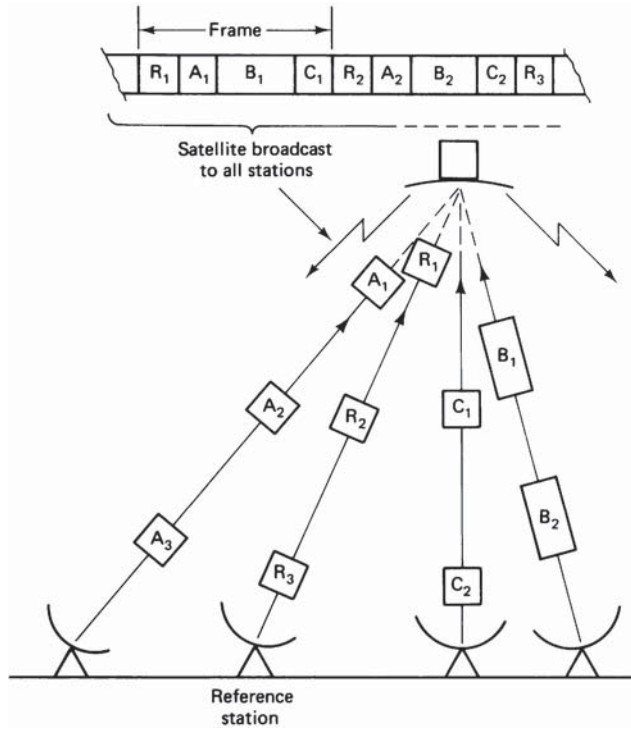 Frame
R₁ A₁ B₁ C₁ R₂ A₂ B₂ C₂ R₃
Satellite broadcast
to all stations
R₁
A₁
B₁
A₂
R₂
C₁
B₂
A₃
R₃
C₂
Reference
station